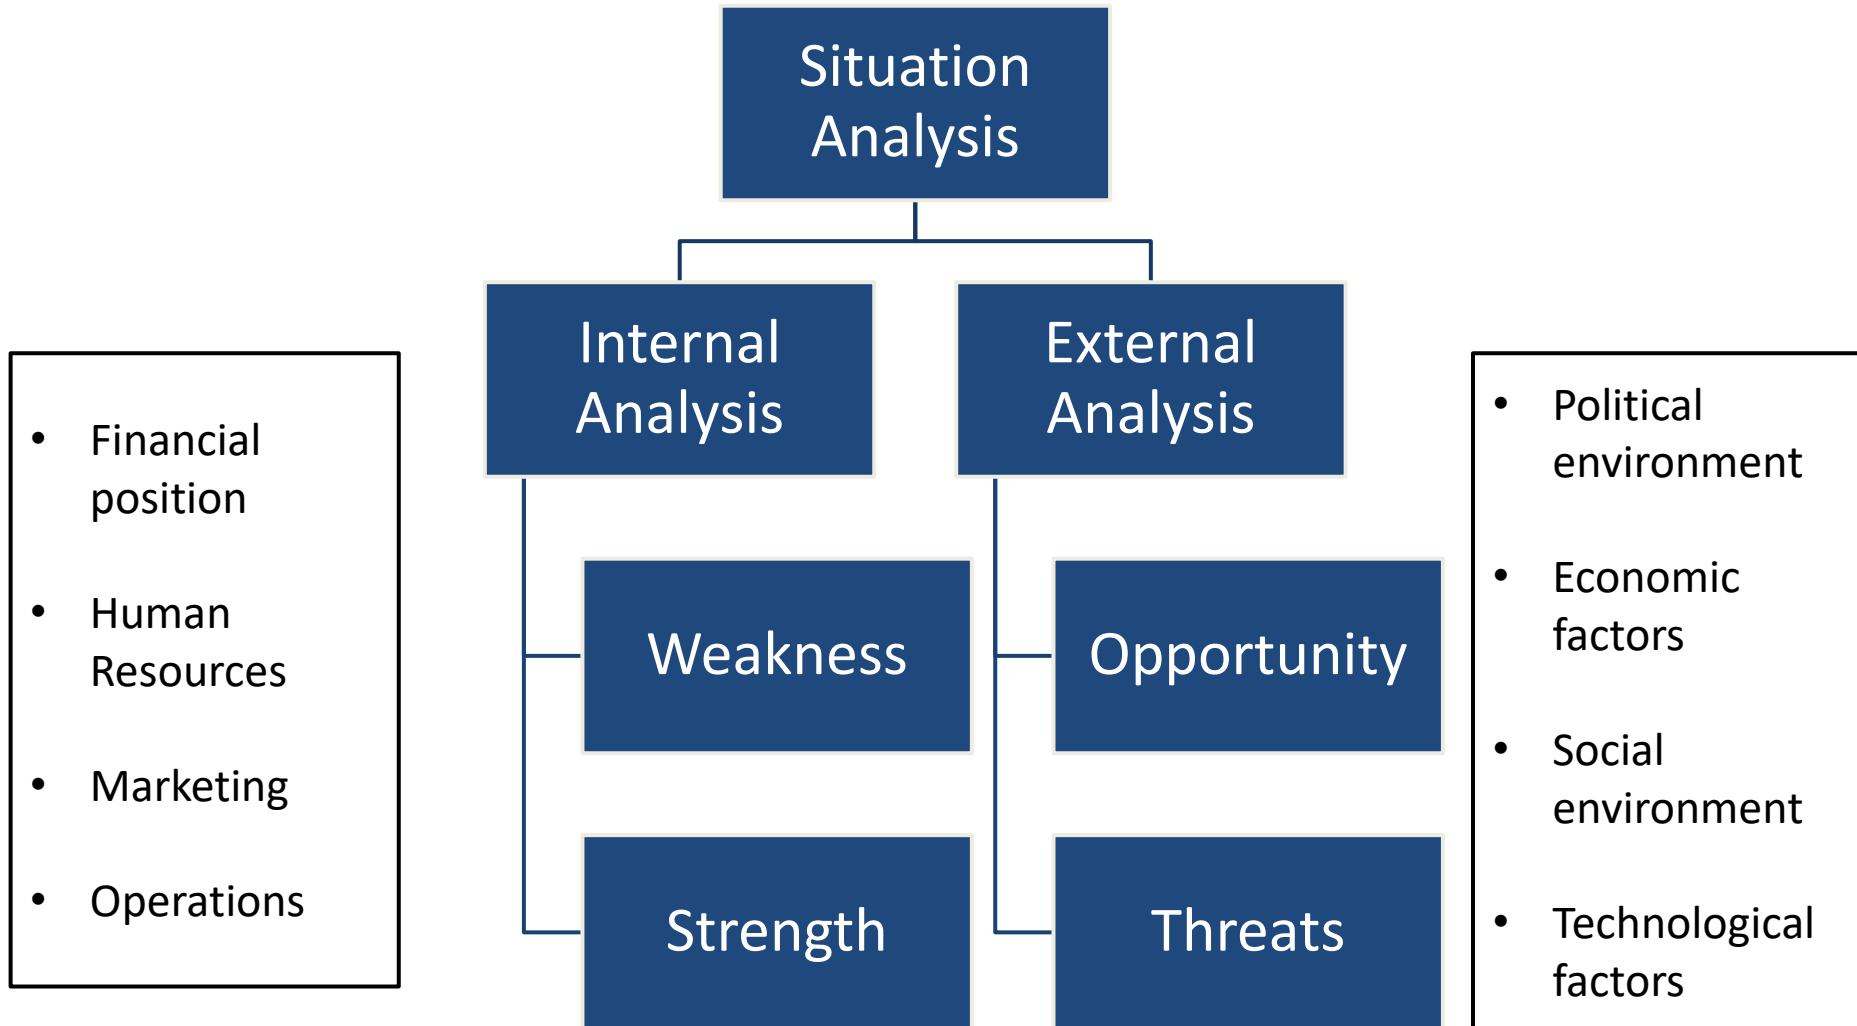 Situation
Analysis
Internal
Analysis
External
Analysis
• Financial
position
• Human
Resources
• Marketing
• Operations
Weakness
Opportunity
Strength
Threats
• Political
environment
• Economic
factors
• Social
environment
• Technological
factors